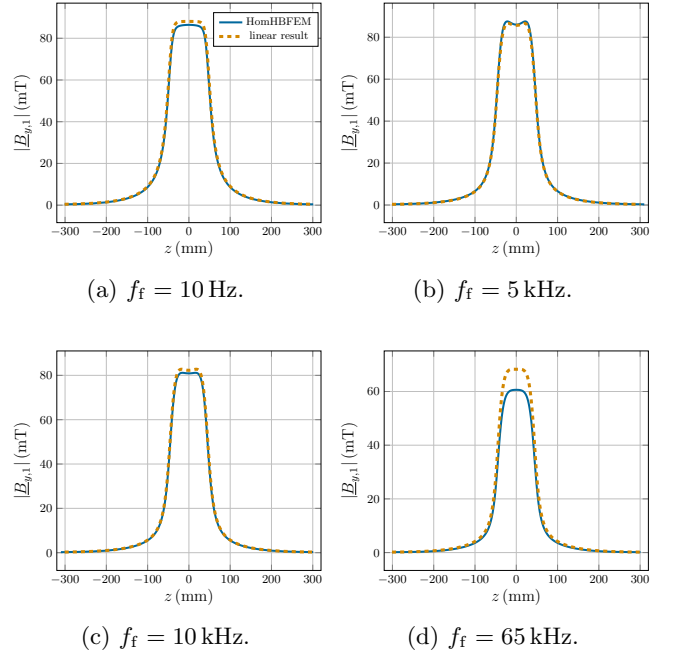 HomHBFEM
linear result
|B_{y,1}| (mT)
80
60
40
20
0
−300 −200 −100 0 100 200 300
z (mm)
(a) f_f = 10 Hz.
|B_{y,1}| (mT)
80
60
40
20
0
−300 −200 −100 0 100 200 300
z (mm)
(b) f_f = 5 kHz.
|B_{y,1}| (mT)
80
60
40
20
0
−300 −200 −100 0 100 200 300
z (mm)
(c) f_f = 10 kHz.
|B_{y,1}| (mT)
60
40
20
0
−300 −200 −100 0 100 200 300
z (mm)
(d) f_f = 65 kHz.